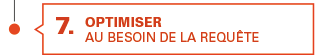 7. OPTIMISER
AU BESOIN DE LA REQUÊTE